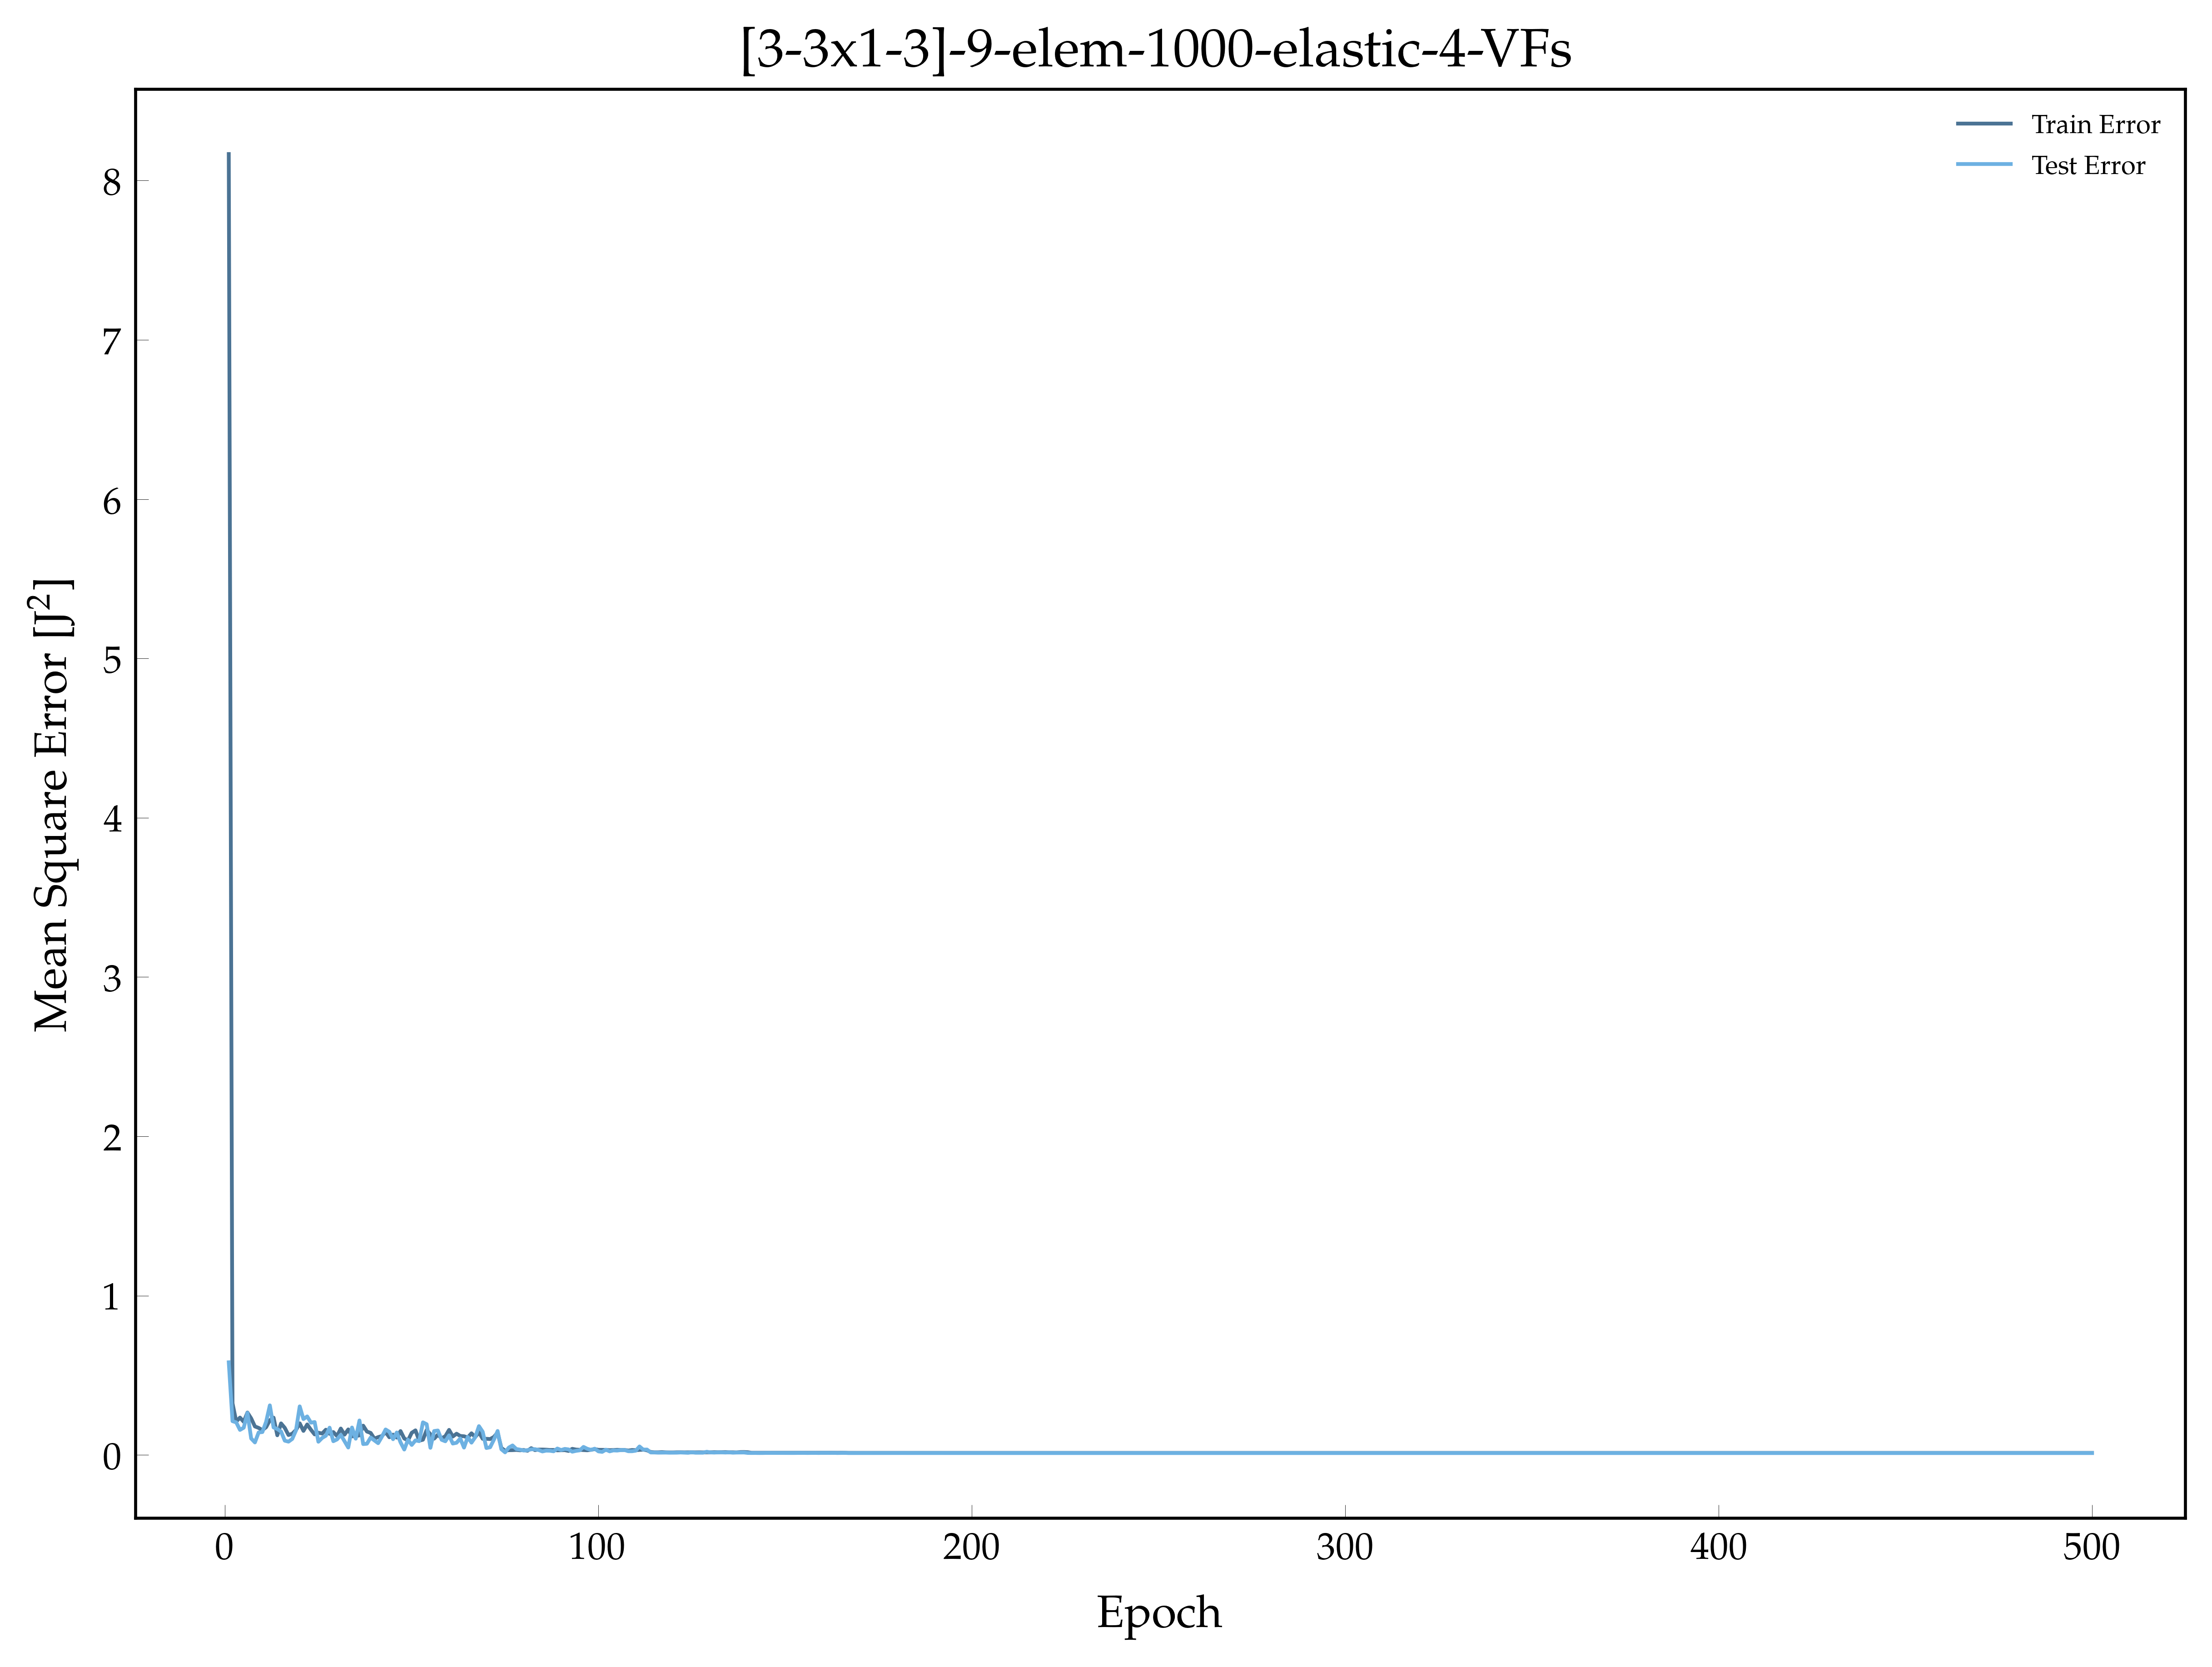 [3-3x1-3]-9-elem-1000-elastic-4-VFs
Train Error
Test Error
8
7
6
5
4
3
2
1
0
Mean Square Error [J²]
0 100 200 300 400 500
Epoch